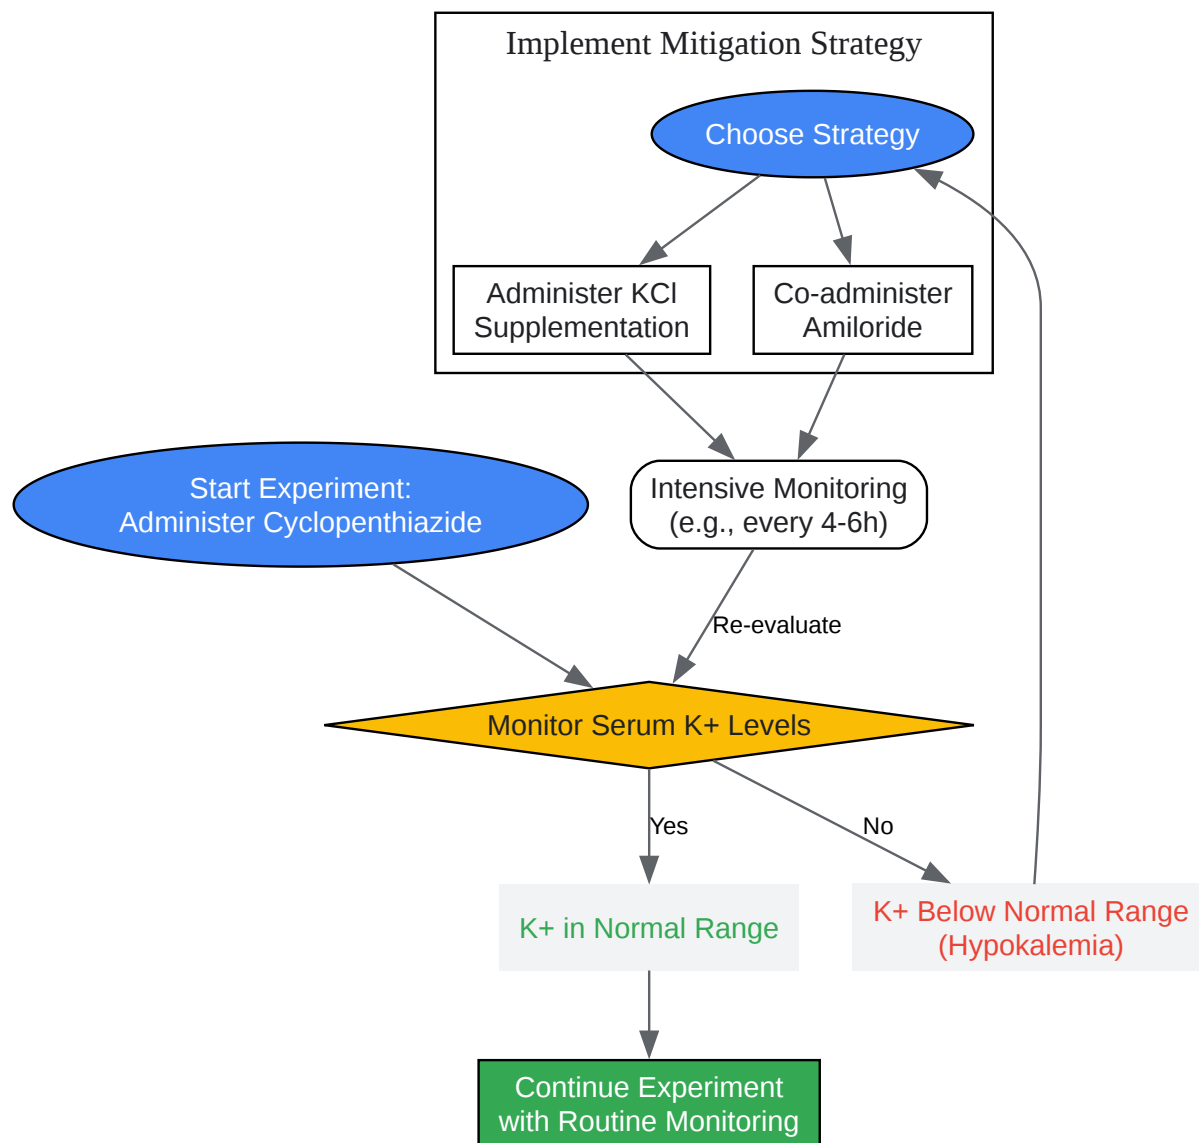 Implement Mitigation Strategy
Choose Strategy
Administer KCl
Supplementation
Co-administer
Amiloride
Start Experiment:
Administer Cyclopenthiazide
Intensive Monitoring
(e.g., every 4-6h)
Re-evaluate
Monitor Serum K+ Levels
Yes
No
K+ in Normal Range
K+ Below Normal Range
(Hypokalemia)
Continue Experiment
with Routine Monitoring